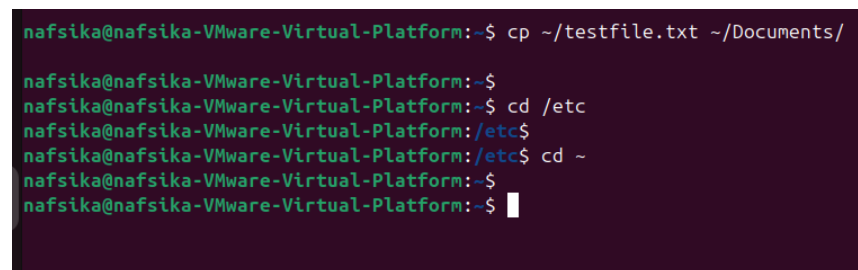 nafsika@nafsika-VMware-Virtual-Platform:~$ cp ~/testfile.txt ~/Documents/
nafsika@nafsika-VMware-Virtual-Platform:~$
nafsika@nafsika-VMware-Virtual-Platform:~$ cd /etc
nafsika@nafsika-VMware-Virtual-Platform:/etc$
nafsika@nafsika-VMware-Virtual-Platform:/etc$ cd ~
nafsika@nafsika-VMware-Virtual-Platform:~$
nafsika@nafsika-VMware-Virtual-Platform:~$